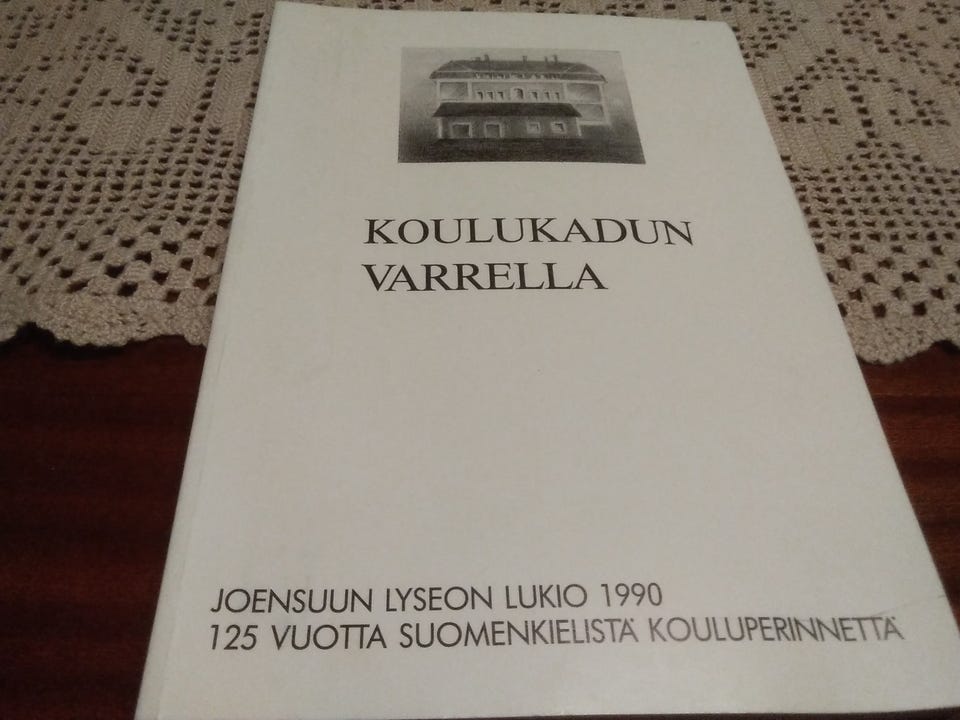 KOULUKADUN
VARRELLA
JOENSUUN LYSEON LUKIO 1990
125 VUOTTA SUOMENKIELISTÄ KOULUPERINNETTÄ